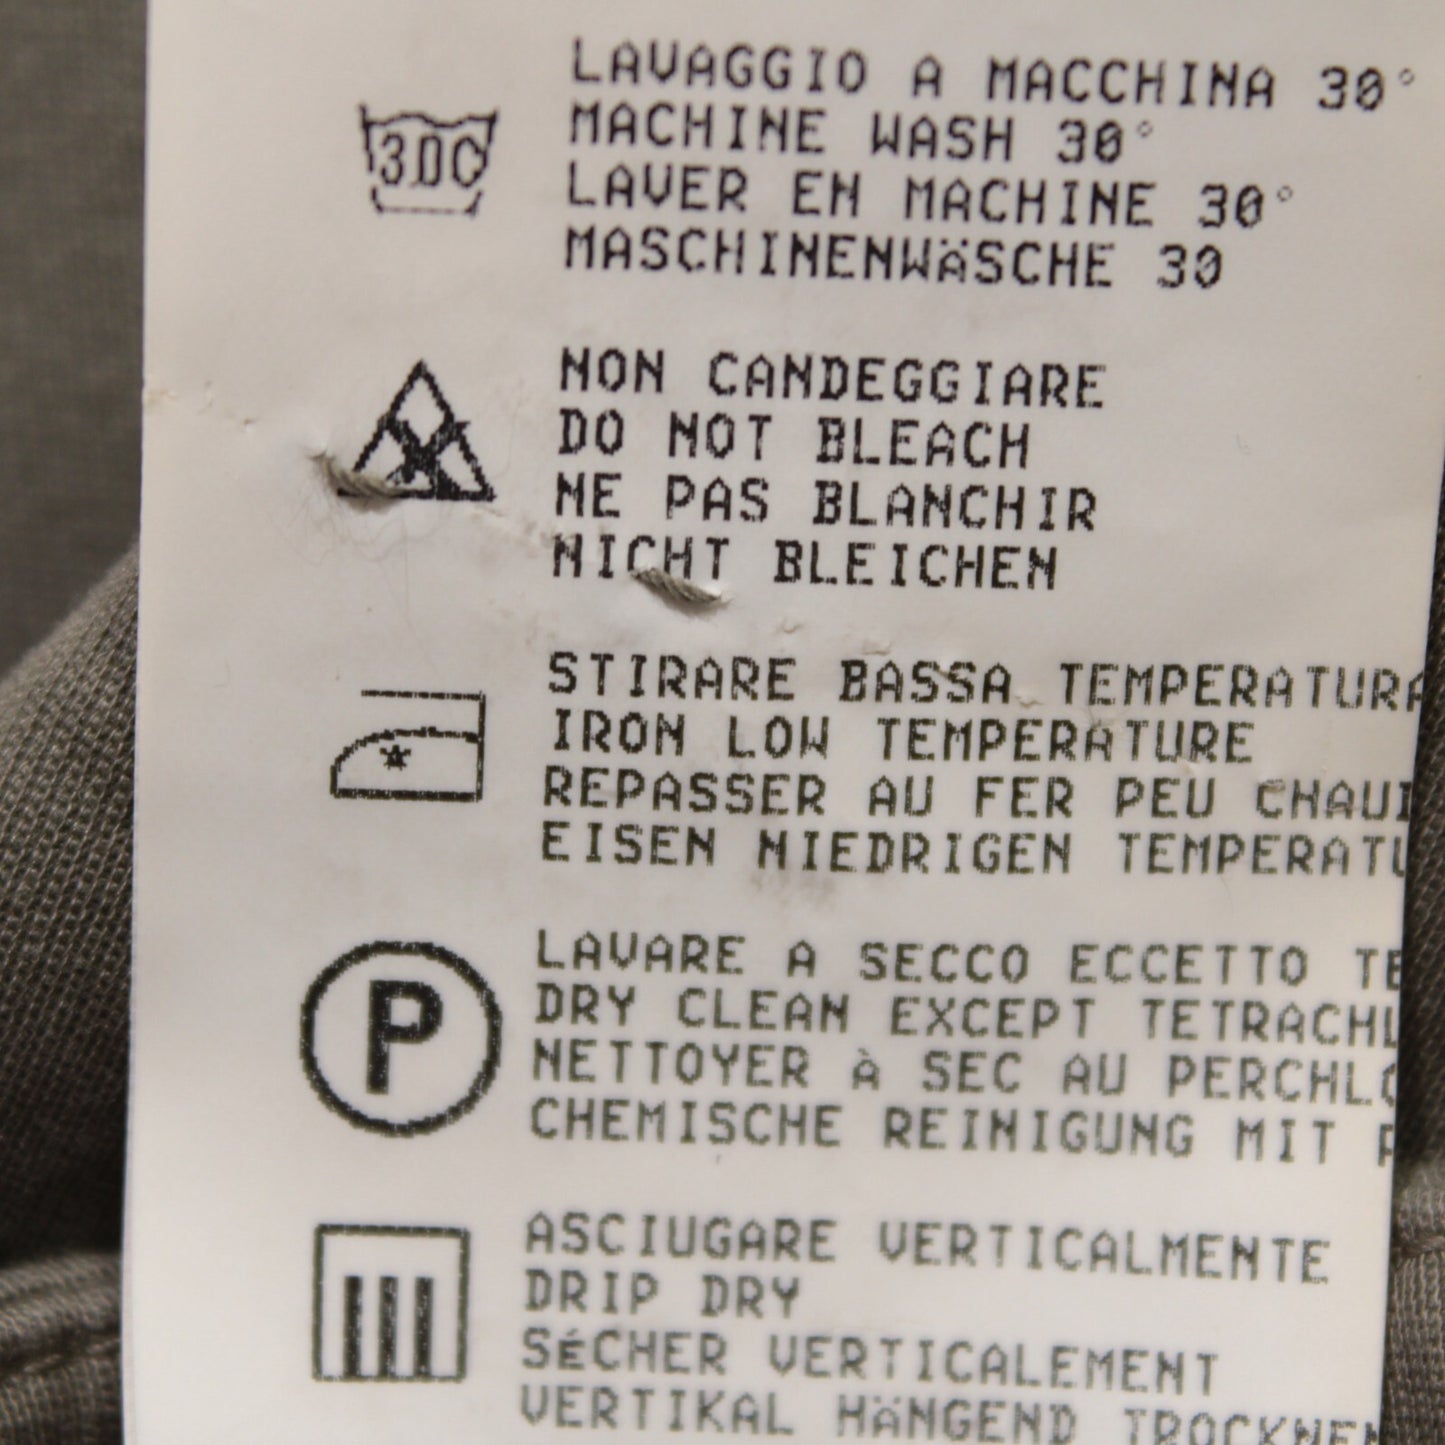 LAVAGGIO A MACCHINA 30°
30C MACHINE WASH 30°
LAVER EN MACHINE 30°
MASCHINENWÄSCHE 30
NON CANDEGGIARE
DO NOT BLEACH
NE PAS BLANCHIR
NICHT BLEICHEN
STIRARE BASSA TEMPERATURA
IRON LOW TEMPERATURE
REPASSER AU FER PEU
EISEN NIEDRIGEN
P
LAVARE A SECCO ECCETTO
DRY CLEAN EXCEPT
NETTOYER À SEC AU
CHEMISCHE REINIGUNG MIT
ASCIUGARE VERTICALMENTE
DRIP DRY
SÉCHER VERTICALEMENT
VERTIKAL HÄNGEND